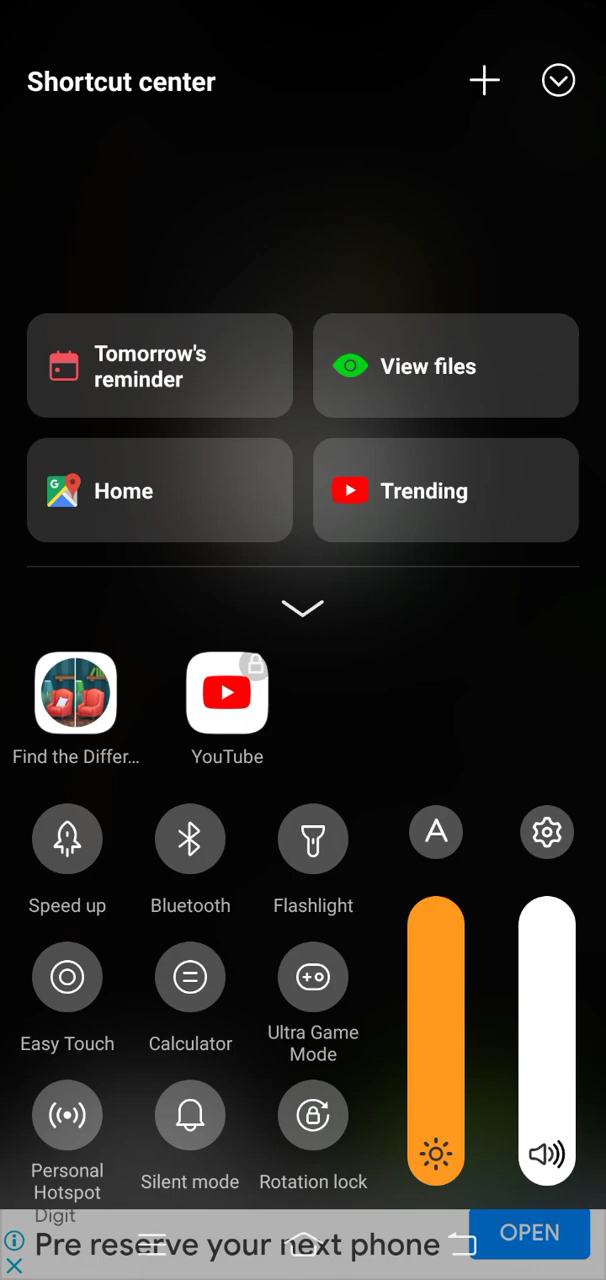 Shortcut center
Tomorrow's
reminder
View files
Home
Trending
Find the Differ...
YouTube
Speed up
Bluetooth
Flashlight
A
Easy Touch
Calculator
Ultra Game
Mode
Personal
Hotspot
Silent mode
Rotation lock
Digit
Pre reserve your next phone
OPEN